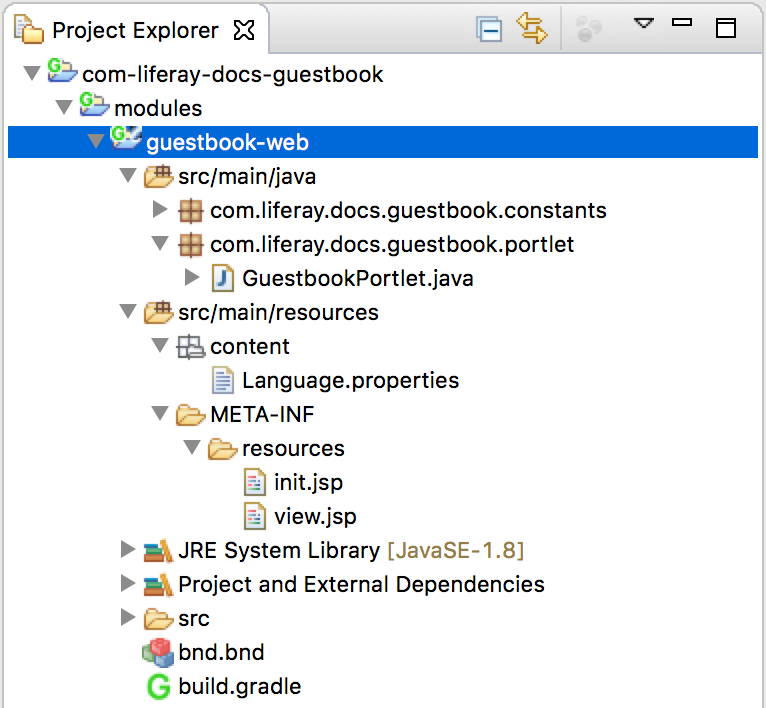 Project Explorer
com-liferay-docs-guestbook
modules
guestbook-web
src/main/java
com.liferay.docs.guestbook.constants
com.liferay.docs.guestbook.portlet
GuestbookPortlet.java
src/main/resources
content
Language.properties
META-INF
resources
init.jsp
view.jsp
JRE System Library [JavaSE-1.8]
Project and External Dependencies
src
bnd.bnd
build.gradle